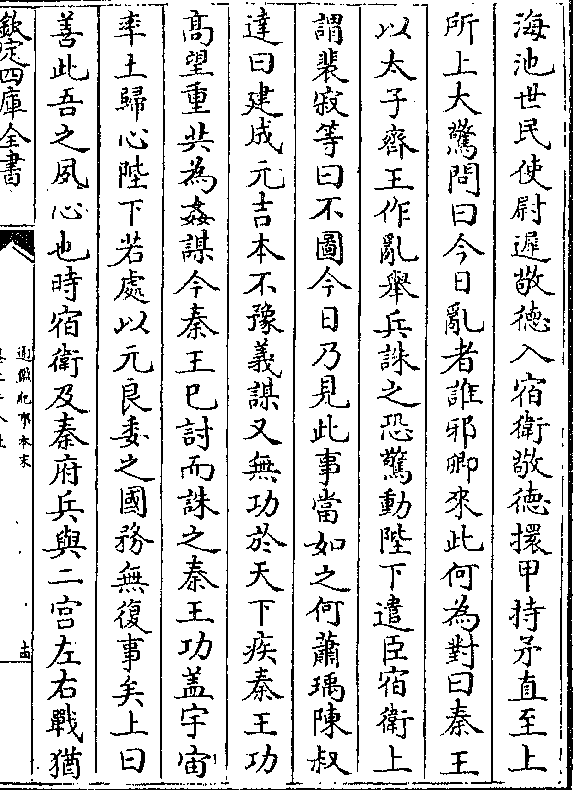 海池世民使尉遲敬德入宿衛敬德擐甲持矛直至上
所上大驚問曰今日亂者誰邪卿來此何為對曰秦王
以太子齊王作亂舉兵誅之恐驚動陛下遣臣宿衛上
謂裴寂等曰不圖今日乃見此事當如之何蕭瑀陳叔
達曰建成元吉本不豫義謀又無功於天下疾秦王功
髙望重共為姦謀今秦王已討而誅之秦王功盖宇宙
率土歸心陛下若處以元良委之國務無復事矣上曰
善此吾之夙心也時宿衛及秦府兵與二宫左右戰猶
欽定四庫全書
通鑑紀事本末